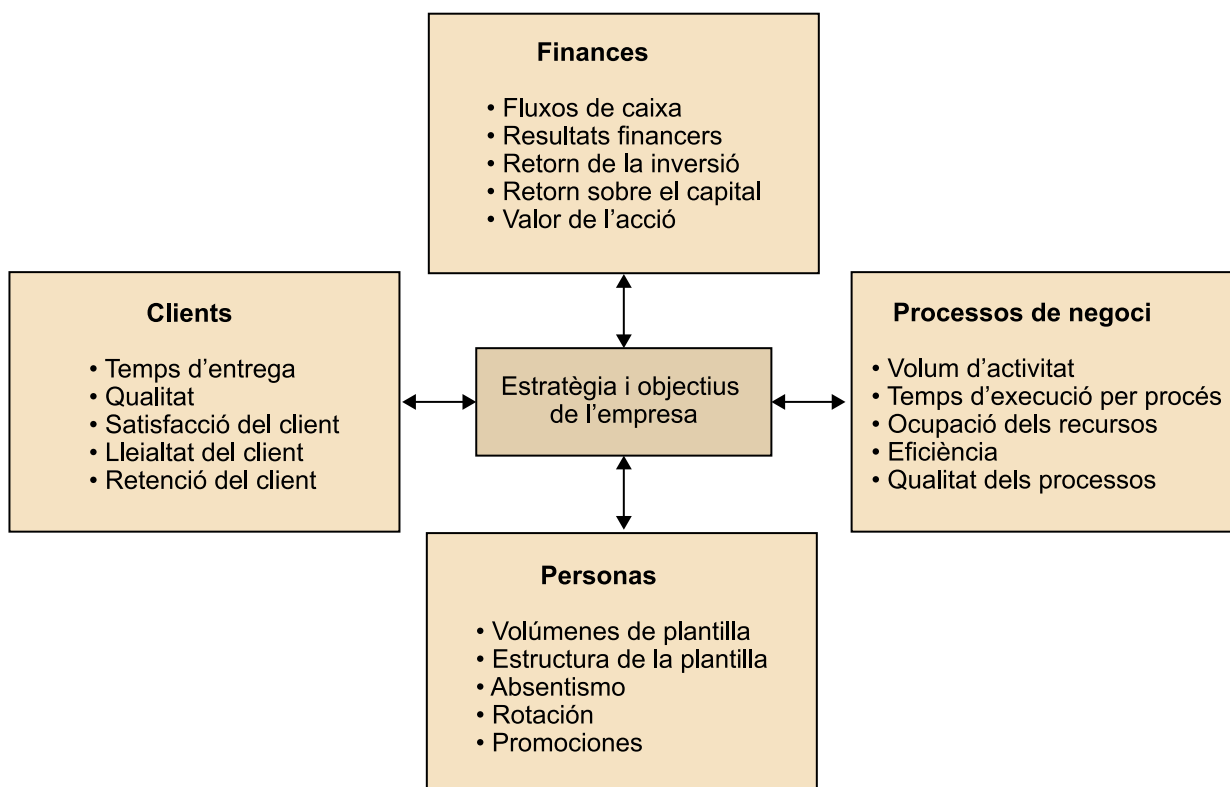 Finances
• Fluxos de caixa
• Resultats financers
• Retorn de la inversió
• Retorn sobre el capital
• Valor de l’acció
Clients
• Temps d’entrega
• Qualitat
• Satisfacció del client
• Lleialtat del client
• Retenció del client
Estratègia i objectius
de l’empresa
Processos de negoci
• Volum d’activitat
• Temps d’execució per procés
• Ocupació dels recursos
• Eficiència
• Qualitat dels processos
Personas
• Volúmenes de plantilla
• Estructura de la plantilla
• Absentismo
• Rotación
• Promociones